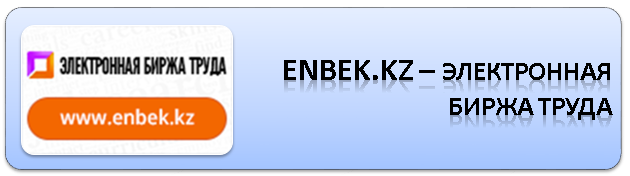 ЭЛЕКТРОННАЯ БИРЖА ТРУДА
www.enbek.kz
ENBEK.KZ – ЭЛЕКТРОННАЯ
БИРЖА ТРУДА